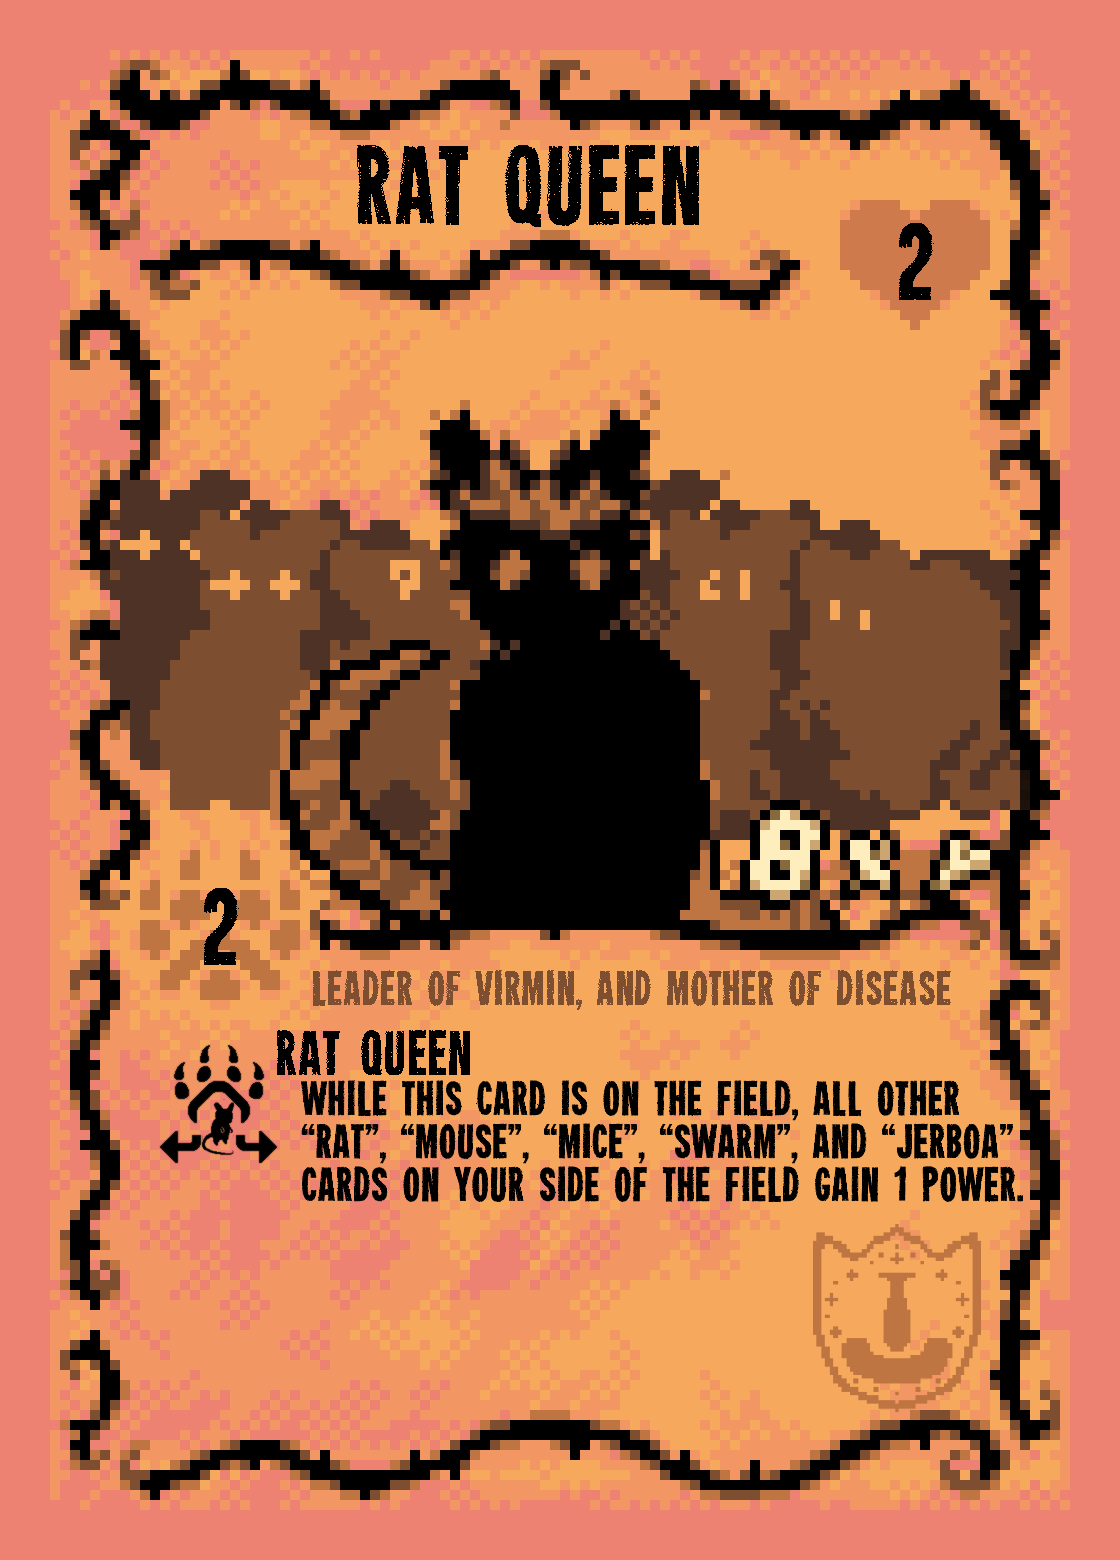 RAT QUEEN
2
2
LEADER OF VIRMIN, AND MOTHER OF DISEASE
RAT QUEEN
WHILE THIS CARD IS ON THE FIELD, ALL OTHER
“RAT”, “MOUSE”, “MICE”, “SWARM”, AND “JERBOA”
CARDS ON YOUR SIDE OF THE FIELD GAIN 1 POWER.